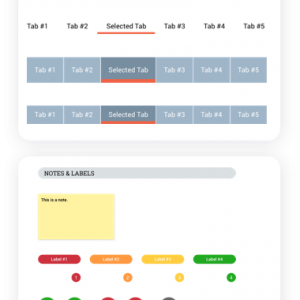 Tab #1 Tab #2 Selected Tab Tab #3 Tab #4 Tab #5
Tab #1 Tab #2 Selected Tab Tab #3 Tab #4 Tab #5
Tab #1 Tab #2 Selected Tab Tab #3 Tab #4 Tab #5
NOTES & LABELS
This is a note.
Label #1 Label #2 Label #3 Label #4
1 2 3 4